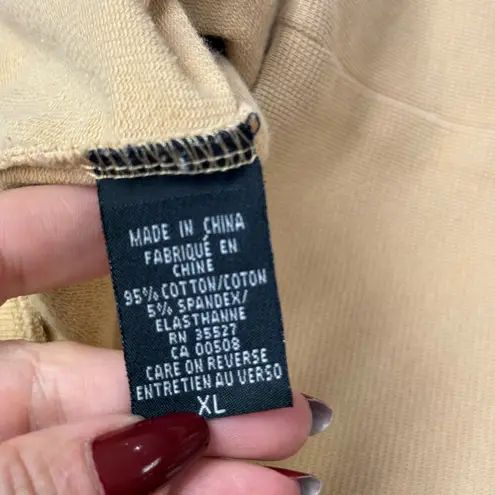 MADE IN CHINA
FABRIQUÉ EN
CHINE
95% COTTON/COTON
5% SPANDEX/
ELASTHANNE
RN 35527
CA 00508
CARE ON REVERSE
ENTRETIEN AU VERSO
XL